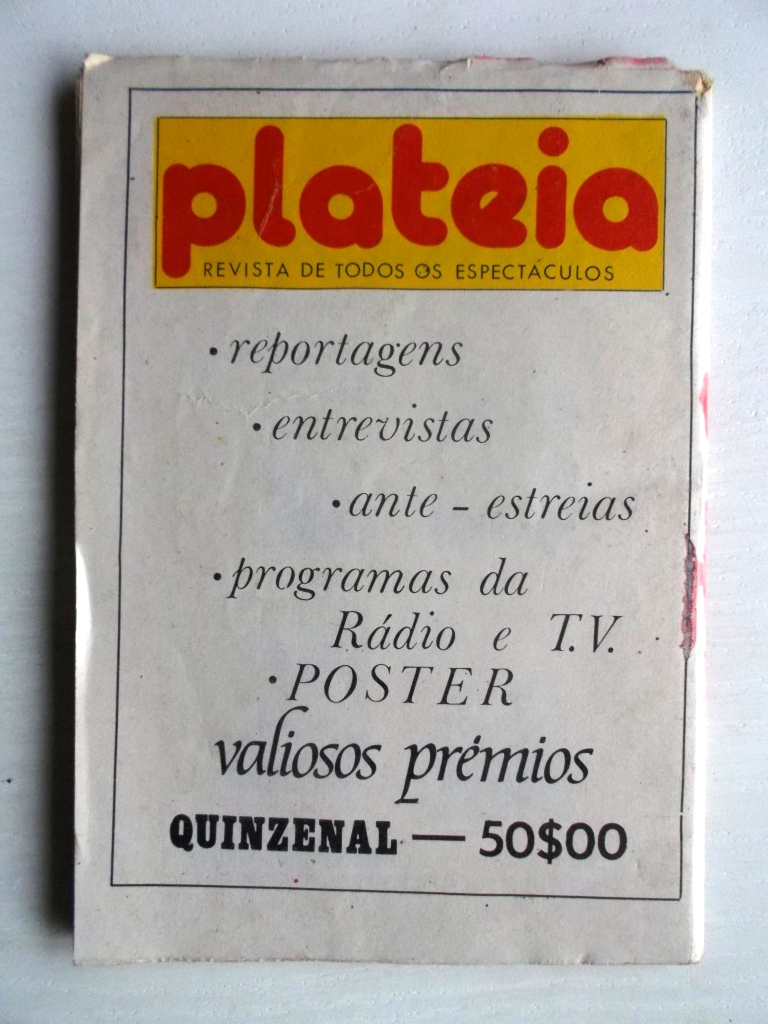 plateia
REVISTA DE TODOS OS ESPECTÁCULOS
• reportagens
• entrevistas
• ante - estreias
• programas da
Rádio e T.V.
• POSTER
valiosos prémios
QUINZENAL — 50$00